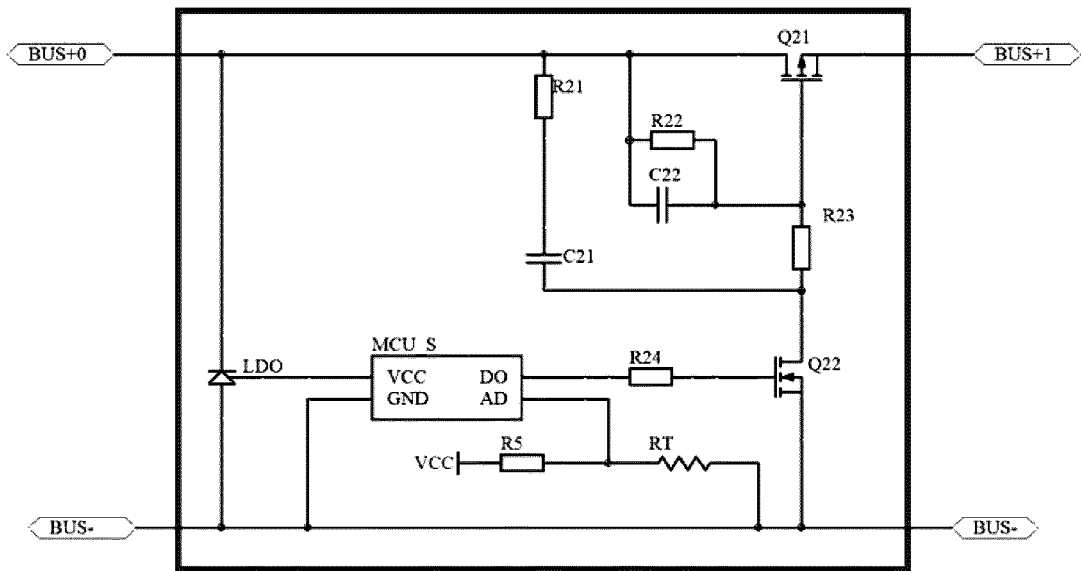 Q21
BUS+0
BUS+1
R21
R22
C22
R23
C21
MCU_S
LDO
R24
Q22
VCC DO
GND AD
R5
RT
VCC
BUS-
BUS-